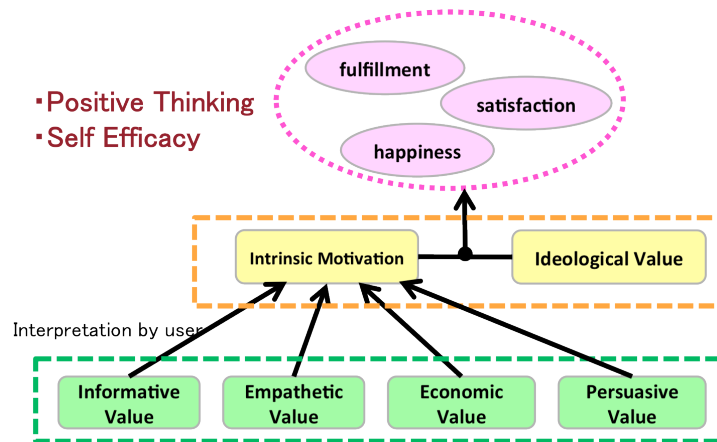 fulfillment
・Positive Thinking
satisfaction
・Self Efficacy
happiness
Intrinsic Motivation
Ideological Value
Interpretation by user
Informative
Value
Empathetic
Value
Economic
Value
Persuasive
Value